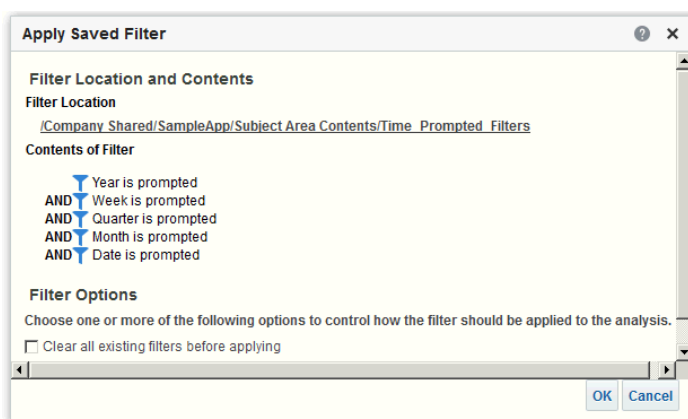 Apply Saved Filter
Filter Location and Contents
Filter Location
/Company Shared/SampleApp/Subject Area Contents/Time_Prompted_Filters
Contents of Filter
Year is prompted
AND Week is prompted
AND Quarter is prompted
AND Month is prompted
AND Date is prompted
Filter Options
Choose one or more of the following options to control how the filter should be applied to the analysis.
Clear all existing filters before applying
OK Cancel